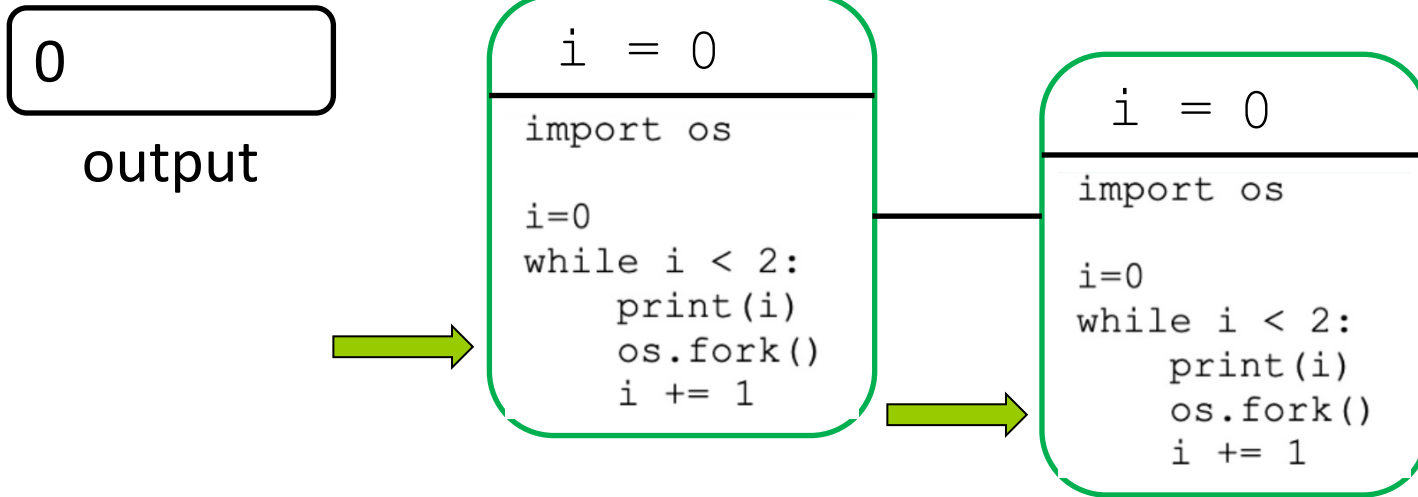 0
output
i = 0
import os
i=0
while i < 2:
print(i)
os.fork()
i += 1
i = 0
import os
i=0
while i < 2:
print(i)
os.fork()
i += 1